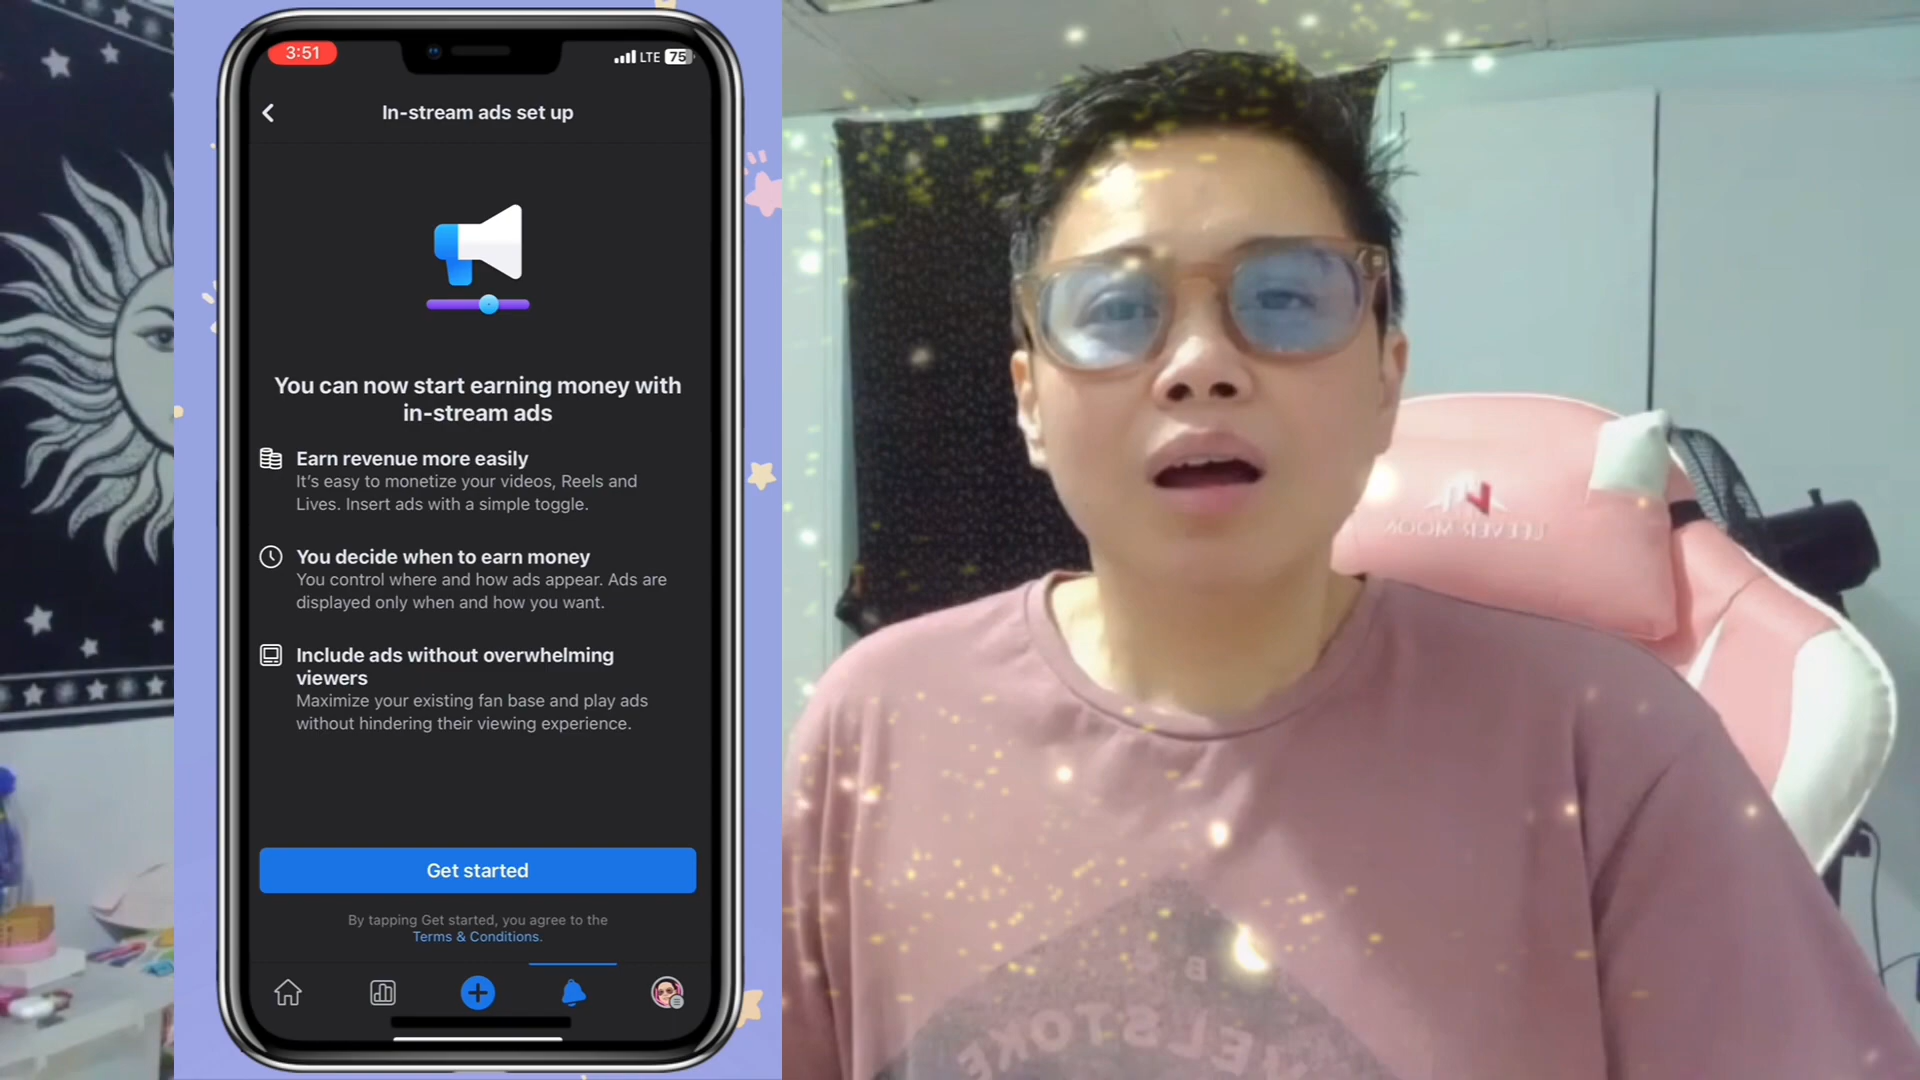 3:51
LTE 75
In-stream ads set up
You can now start earning money with
in-stream ads
Earn revenue more easily
It's easy to monetize your videos, Reels and
Lives. Insert ads with a simple toggle.
You decide when to earn money
You control where and how ads appear. Ads are
displayed only when and how you want.
Include ads without overwhelming
viewers
Maximize your existing fan base and play ads
without hindering their viewing experience.
Get started
By tapping Get started, you agree to the
Terms & Conditions.